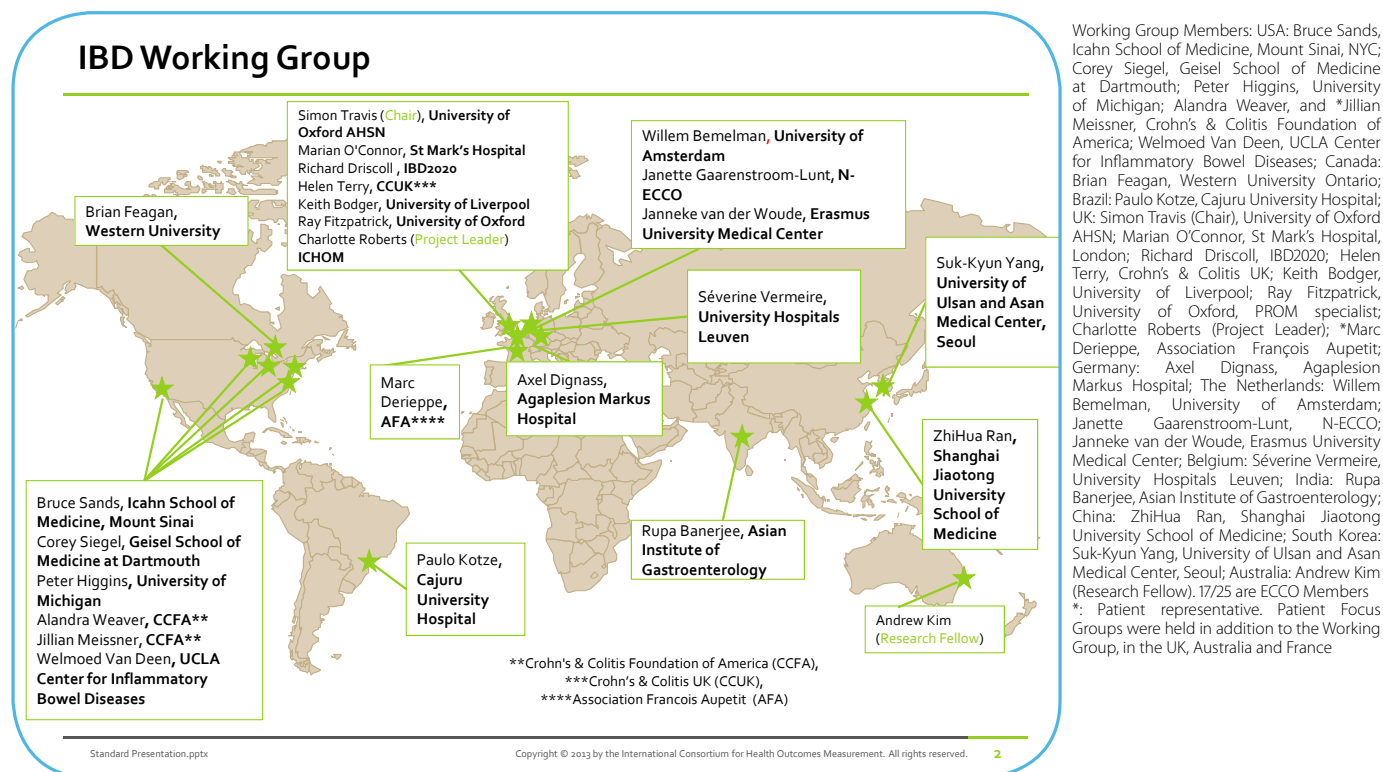 IBD Working Group
Simon Travis (Chair), University of
Oxford AHSN
Marian O'Connor, St Mark's Hospital
Richard Driscoll , IBD2020
Helen Terry, CCUK***
Keith Bodger, University of Liverpool
Ray Fitzpatrick, University of Oxford
Charlotte Roberts (Project Leader)
ICHOM
Willem Bemelman, University of
Amsterdam
Janette Gaarenstroom-Lunt, N-
ECCO
Janneke van der Woude, Erasmus
University Medical Center
Brian Feagan,
Western University
Suk-Kyun Yang,
University of
Ulsan and Asan
Medical Center,
Seoul
Séverine Vermeire,
University Hospitals
Leuven
Marc
Derieppe,
AFA****
Axel Dignass,
Agaplesion Markus
Hospital
ZhiHua Ran,
Shanghai
Jiaotong
University
School of
Medicine
Bruce Sands, Icahn School of
Medicine, Mount Sinai
Corey Siegel, Geisel School of
Medicine at Dartmouth
Peter Higgins, University of
Michigan
Alandra Weaver, CCFA**
Jillian Meissner, CCFA**
Welmoed Van Deen, UCLA
Center for Inflammatory
Bowel Diseases
Paulo Kotze,
Cajuru
University
Hospital
Rupa Banerjee, Asian
Institute of
Gastroenterology
Andrew Kim
(Research Fellow)
**Crohn's & Colitis Foundation of America (CCFA),
***Crohn's & Colitis UK (CCUK),
****Association Francois Aupetit (AFA)
Standard Presentation.pptx
Copyright © 2013 by the International Consortium for Health Outcomes Measurement. All rights reserved.
2
Working Group Members: USA: Bruce Sands,
Icahn School of Medicine, Mount Sinai, NYC;
Corey Siegel, Geisel School of Medicine
at Dartmouth; Peter Higgins, University
of Michigan; Alandra Weaver, and *Jillian
Meissner, Crohn's & Colitis Foundation of
America; Welmoed Van Deen, UCLA Center
for Inflammatory Bowel Diseases; Canada:
Brian Feagan, Western University Ontario;
Brazil: Paulo Kotze, Cajuru University Hospital;
UK: Simon Travis (Chair), University of Oxford
AHSN; Marian O'Connor, St Mark's Hospital,
London; Richard Driscoll, IBD2020; Helen
Terry, Crohn's & Colitis UK; Keith Bodger,
University of Liverpool; Ray Fitzpatrick,
University of Oxford, PROM specialist;
Charlotte Roberts (Project Leader); *Marc
Derieppe, Association François Aupetit;
Germany: Axel Dignass, Agaplesion
Markus Hospital; The Netherlands: Willem
Bemelman, University of Amsterdam;
Janette Gaarenstroom-Lunt, N-ECCO;
Janneke van der Woude, Erasmus University
Medical Center; Belgium: Séverine Vermeire,
University Hospitals Leuven; India: Rupa
Banerjee, Asian Institute of Gastroenterology;
China: ZhiHua Ran, Shanghai Jiaotong
University School of Medicine; South Korea:
Suk-Kyun Yang, University of Ulsan and Asan
Medical Center, Seoul; Australia: Andrew Kim
(Research Fellow). 17/25 are ECCO Members
*: Patient representative. Patient Focus
Groups were held in addition to the Working
Group, in the UK, Australia and France